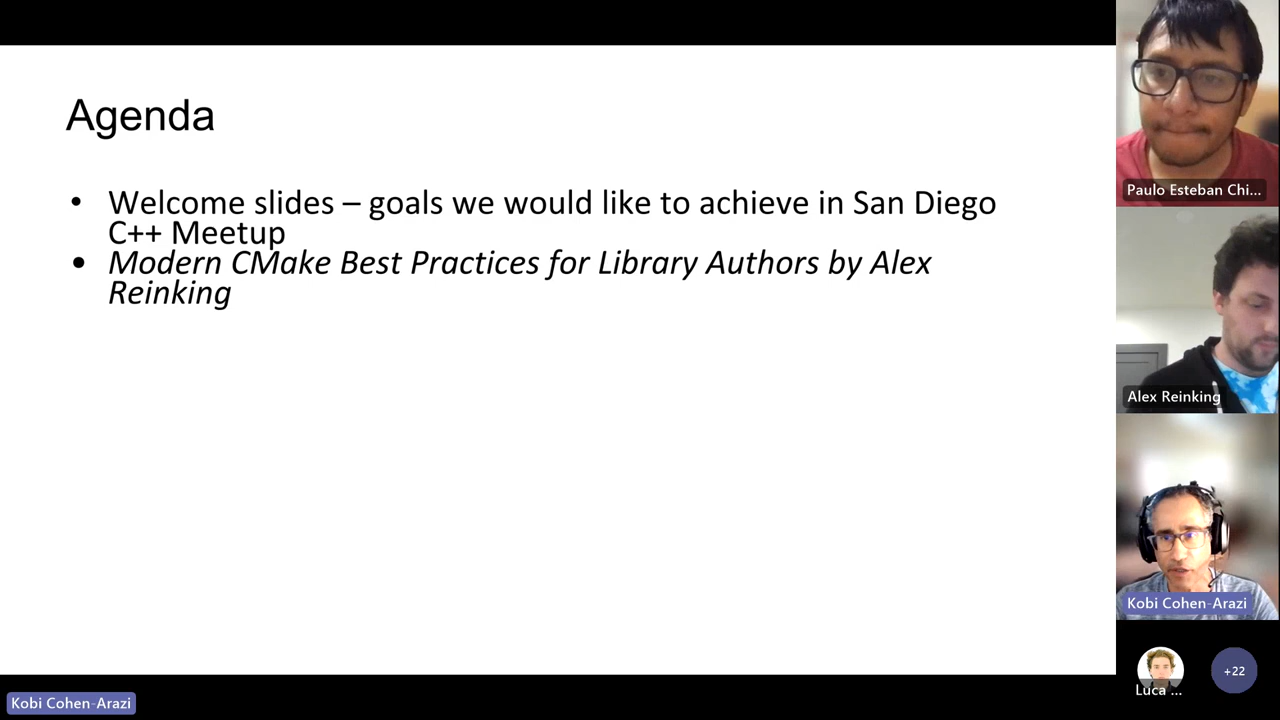 Agenda
• Welcome slides – goals we would like to achieve in San Diego
C++ Meetup
• Modern CMake Best Practices for Library Authors by Alex
Reinking
Paulo Esteban Chi...
Alex Reinking
Kobi Cohen-Arazi
Luca ...
+22
Kobi Cohen-Arazi